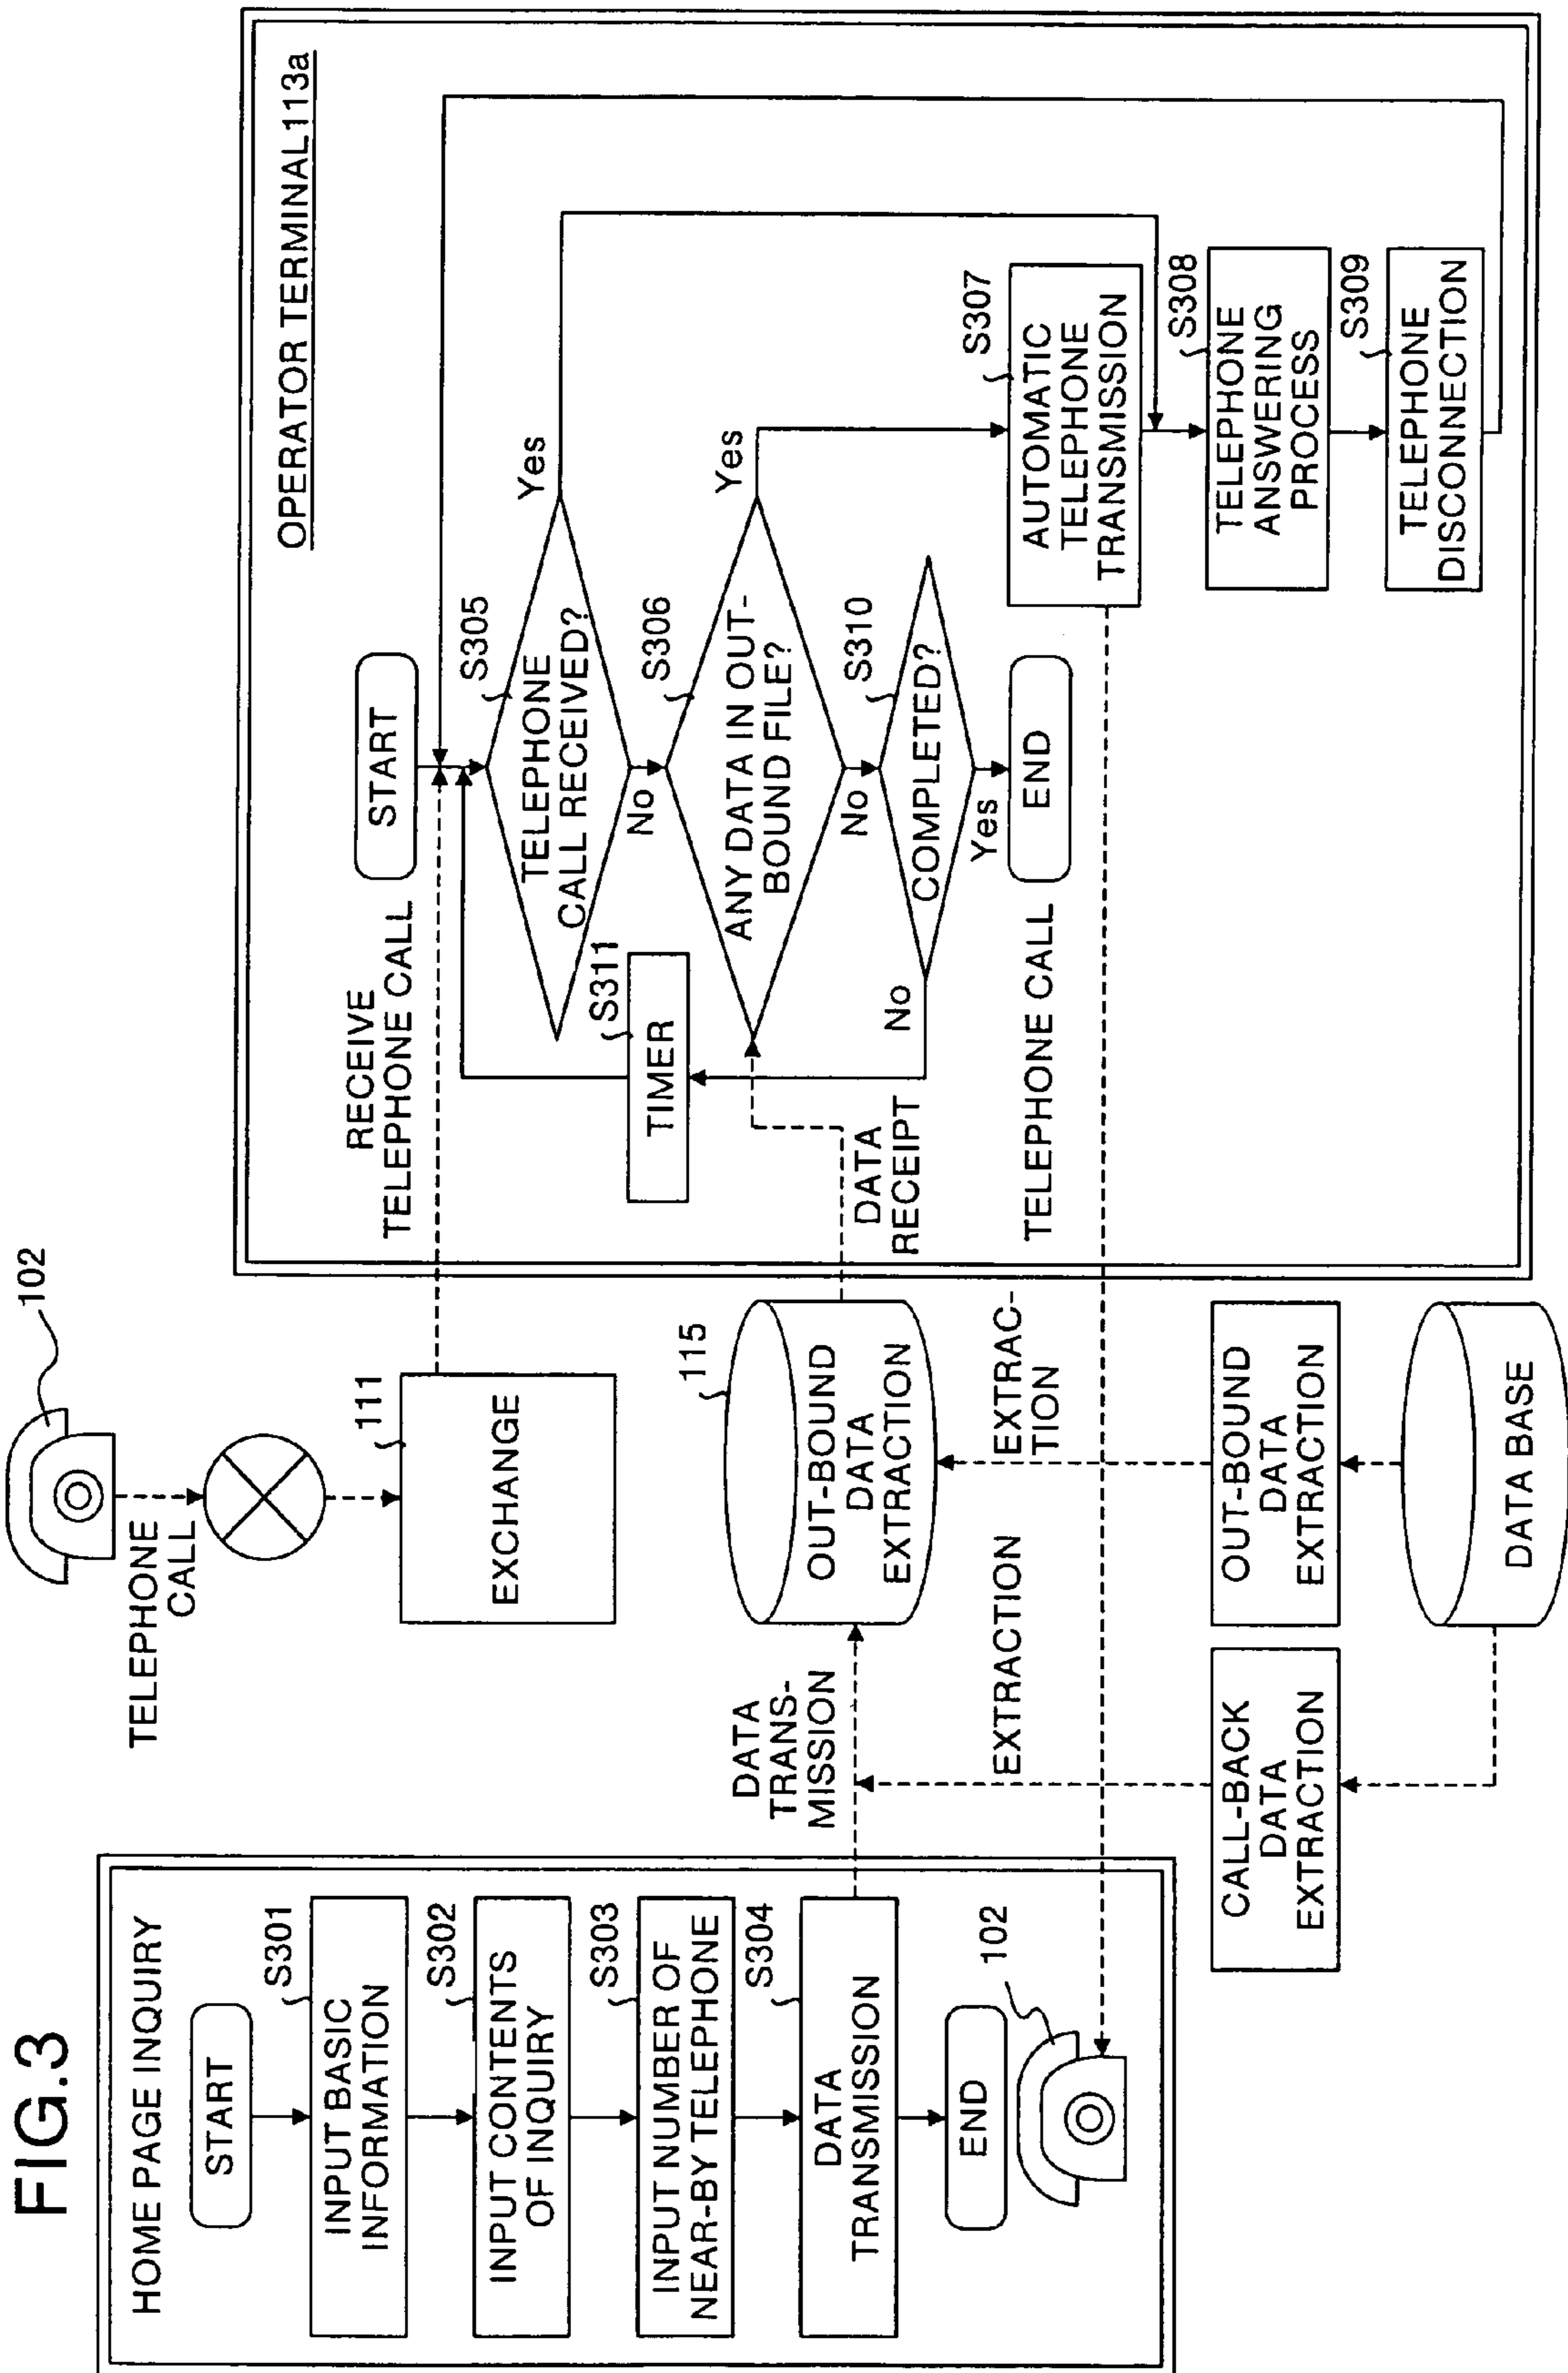 FIG.3
HOME PAGE INQUIRY
START
S301
INPUT BASIC
INFORMATION
S302
INPUT CONTENTS
OF INQUIRY
S303
INPUT NUMBER OF
NEAR-BY TELEPHONE
S304
DATA
TRANSMISSION
END
102
102
TELEPHONE
CALL
111
EXCHANGE
DATA
TRANS-
MISSION
115
OUT-BOUND
DATA
EXTRACTION
EXTRACTION
EXTRAC-
TION
CALL-BACK
DATA
EXTRACTION
OUT-BOUND
DATA
EXTRACTION
DATA BASE
OPERATOR TERMINAL113a
RECEIVE
TELEPHONE CALL
START
S305
TELEPHONE
CALL RECEIVED?
Yes
No
S311
TIMER
S306
ANY DATA IN OUT-
BOUND FILE?
Yes
No
DATA
RECEIPT
S310
COMPLETED?
No
Yes
END
TELEPHONE CALL
S307
AUTOMATIC
TELEPHONE
TRANSMISSION
S308
TELEPHONE
ANSWERING
PROCESS
S309
TELEPHONE
DISCONNECTION